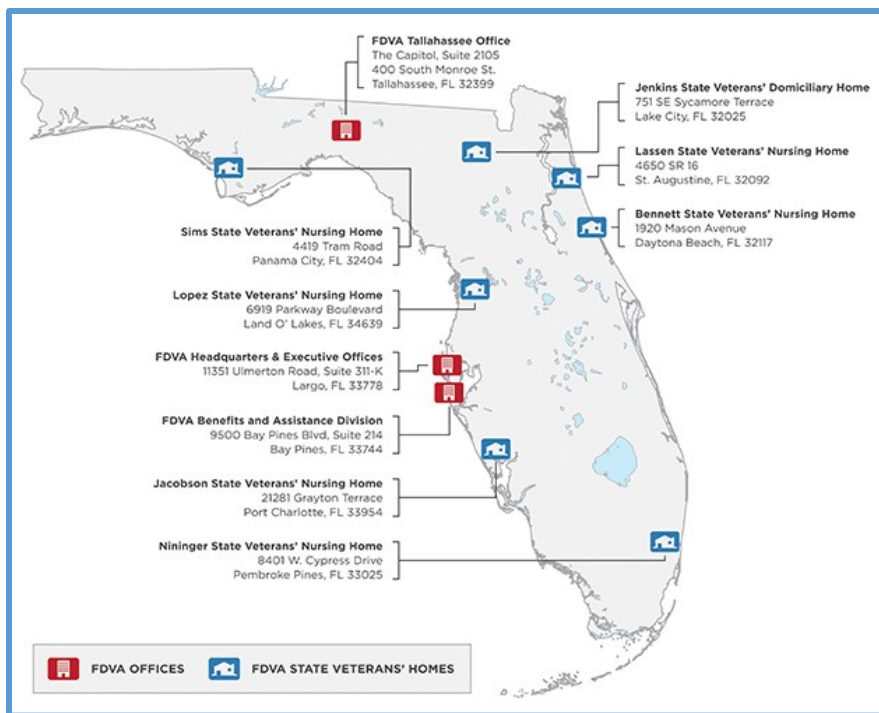 FDVA Tallahassee Office
The Capitol, Suite 2105
400 South Monroe St.
Tallahassee, FL 32399
Jenkins State Veterans' Domiciliary Home
751 SE Sycamore Terrace
Lake City, FL 32025
Lassen State Veterans' Nursing Home
4650 SR 16
St. Augustine, FL 32092
Bennett State Veterans' Nursing Home
1920 Mason Avenue
Daytona Beach, FL 32117
Sims State Veterans' Nursing Home
4419 Tram Road
Panama City, FL 32404
Lopez State Veterans' Nursing Home
6919 Parkway Boulevard
Land O' Lakes, FL 34639
FDVA Headquarters & Executive Offices
11351 Ulmerton Road, Suite 311-K
Largo, FL 33778
FDVA Benefits and Assistance Division
9500 Bay Pines Blvd, Suite 214
Bay Pines, FL 33744
Jacobson State Veterans' Nursing Home
21281 Grayton Terrace
Port Charlotte, FL 33954
Nininger State Veterans' Nursing Home
8401 W. Cypress Drive
Pembroke Pines, FL 33025
FDVA OFFICES
FDVA STATE VETERANS' HOMES